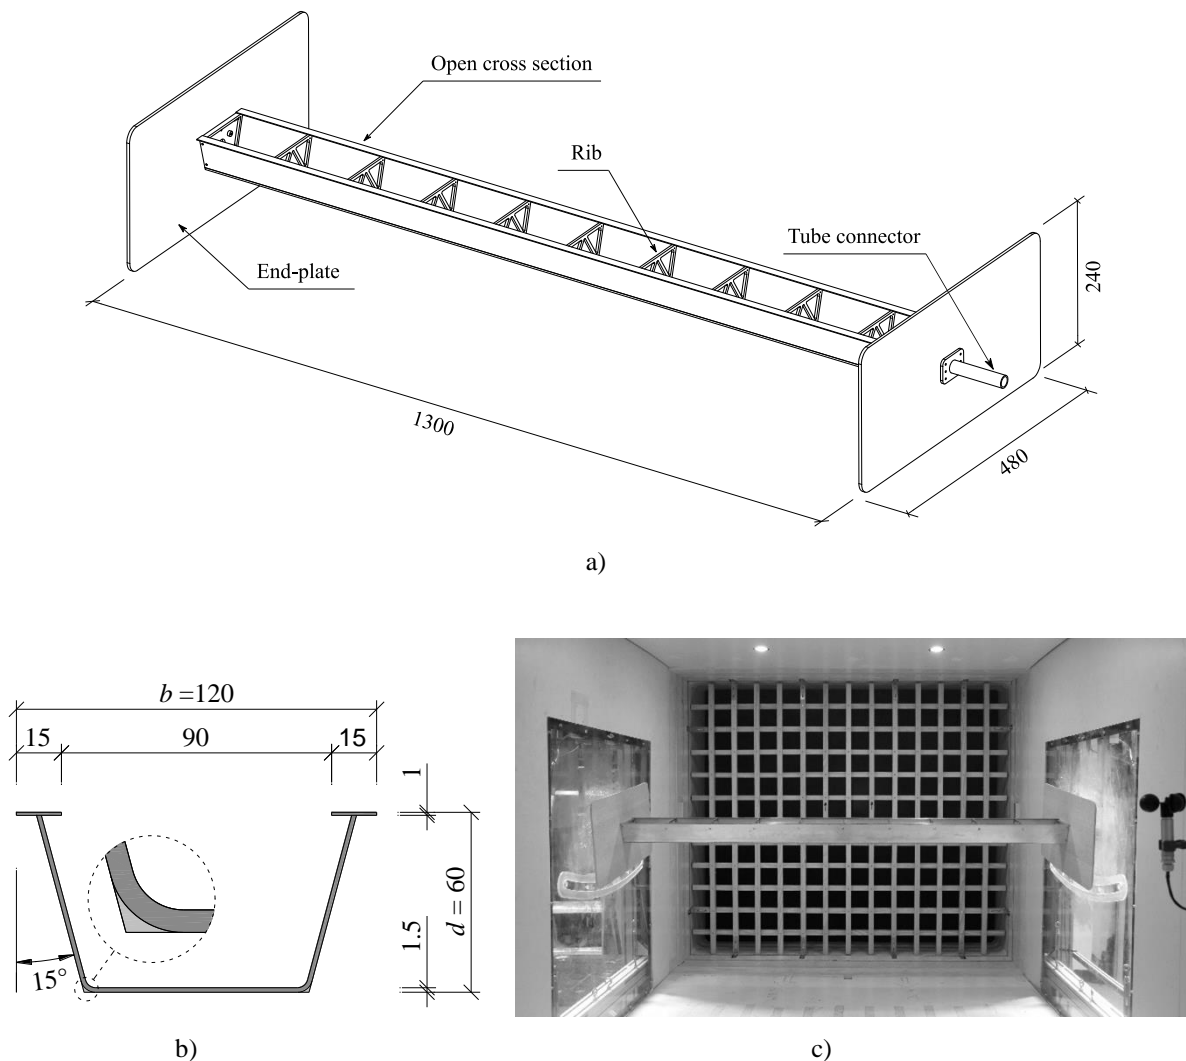 Open cross section
Rib
Tube connector
End-plate
240
1300
480
a)
b =120
15
90
15
1
1.5
d = 60
15°
b)
c)